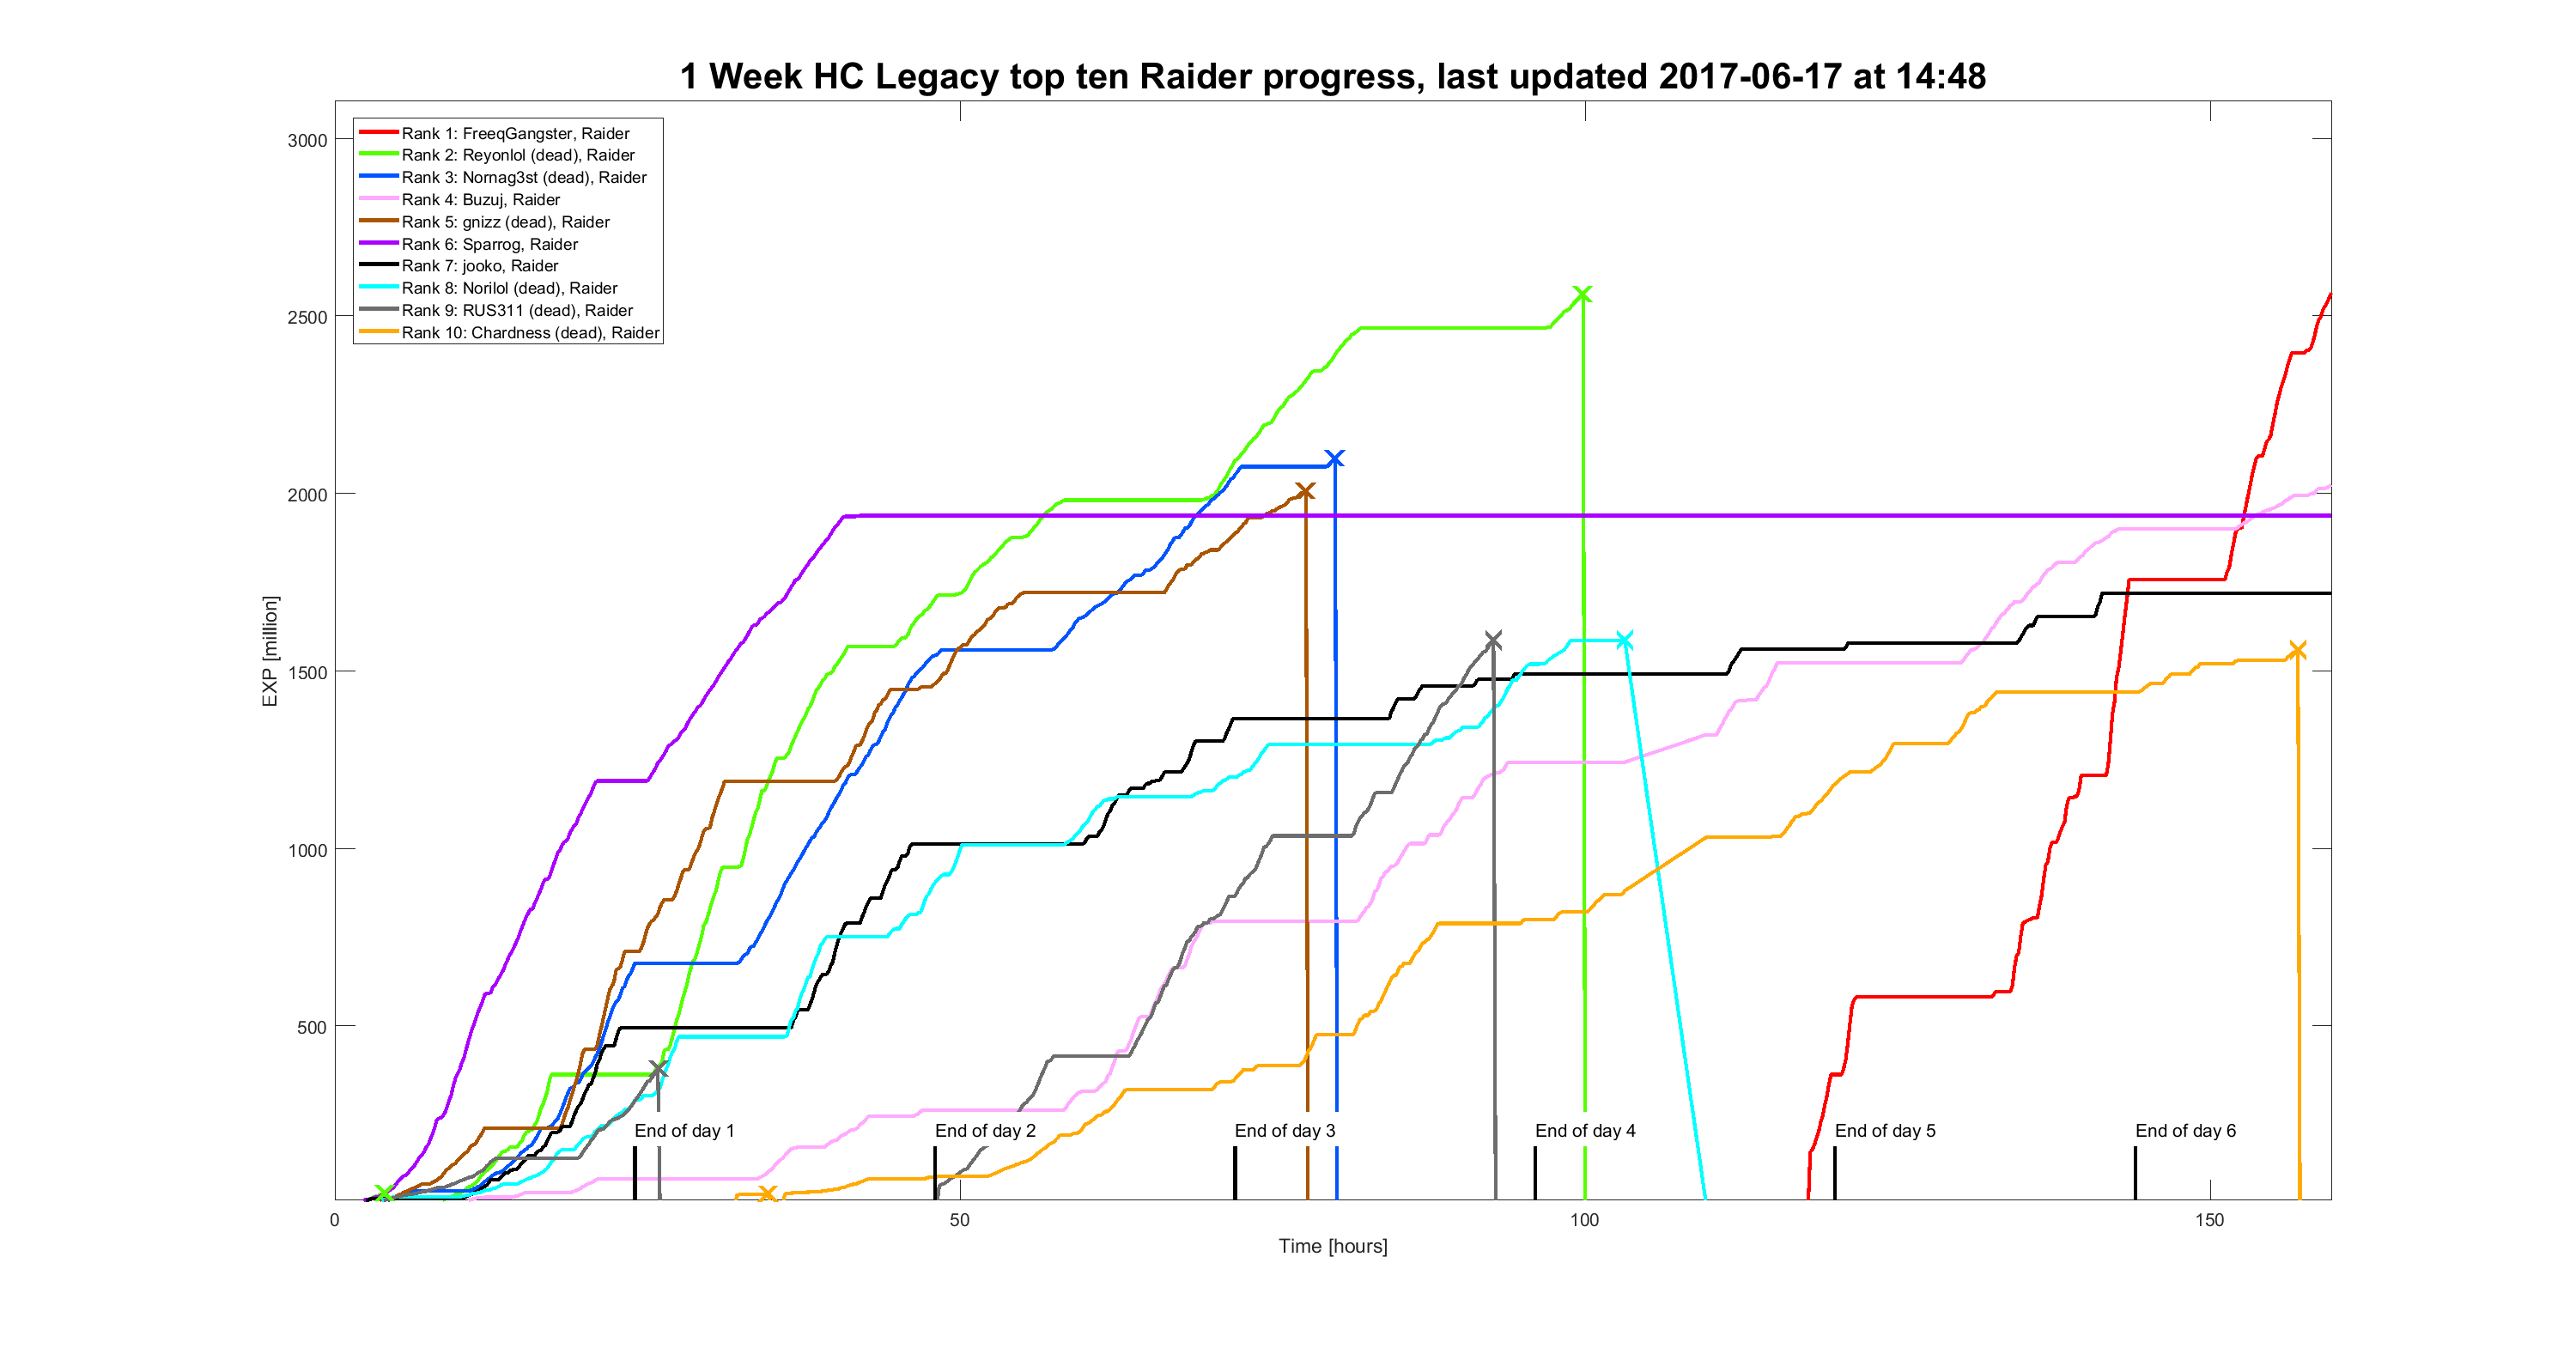 1 Week HC Legacy top ten Raider progress, last updated 2017-06-17 at 14:48
Rank 1: FreeqGangster, Raider
Rank 2: Reyonlol (dead), Raider
Rank 3: Nornag3st (dead), Raider
Rank 4: Buzuj, Raider
Rank 5: gnizz (dead), Raider
Rank 6: Sparrog, Raider
Rank 7: jooko, Raider
Rank 8: Norilol (dead), Raider
Rank 9: RUS311 (dead), Raider
Rank 10: Chardness (dead), Raider
3000
2500
2000
1500
1000
500
EXP [million]
End of day 1
End of day 2
End of day 3
End of day 4
End of day 5
End of day 6
0
50
100
150
Time [hours]